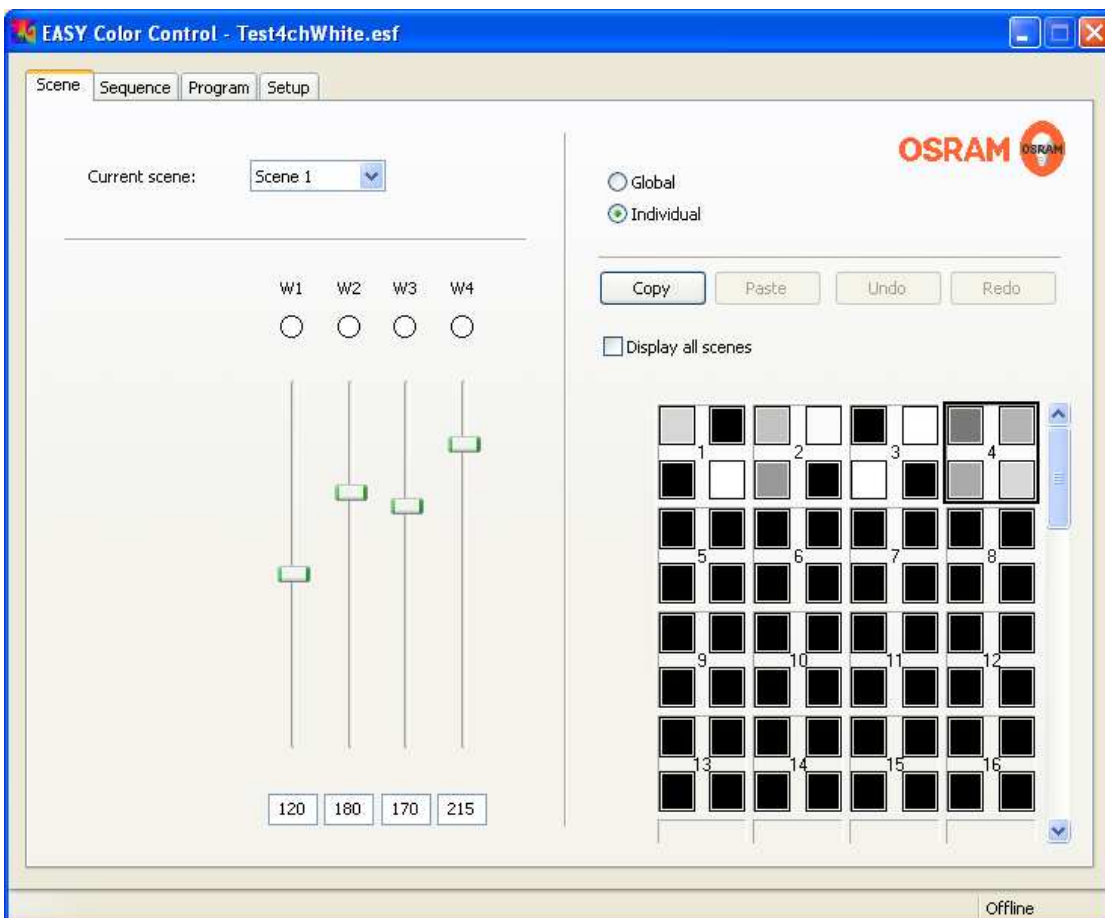 EASY Color Control - Test4chWhite.esf
Scene Sequence Program Setup
OSRAM OSRAM
Current scene: Scene 1
Global
Individual
Copy Paste Undo Redo
Display all scenes
W1 W2 W3 W4
1 2 3 4
5 6 7 8
9 10 11 12
13 14 15 16
120 180 170 215
Offline